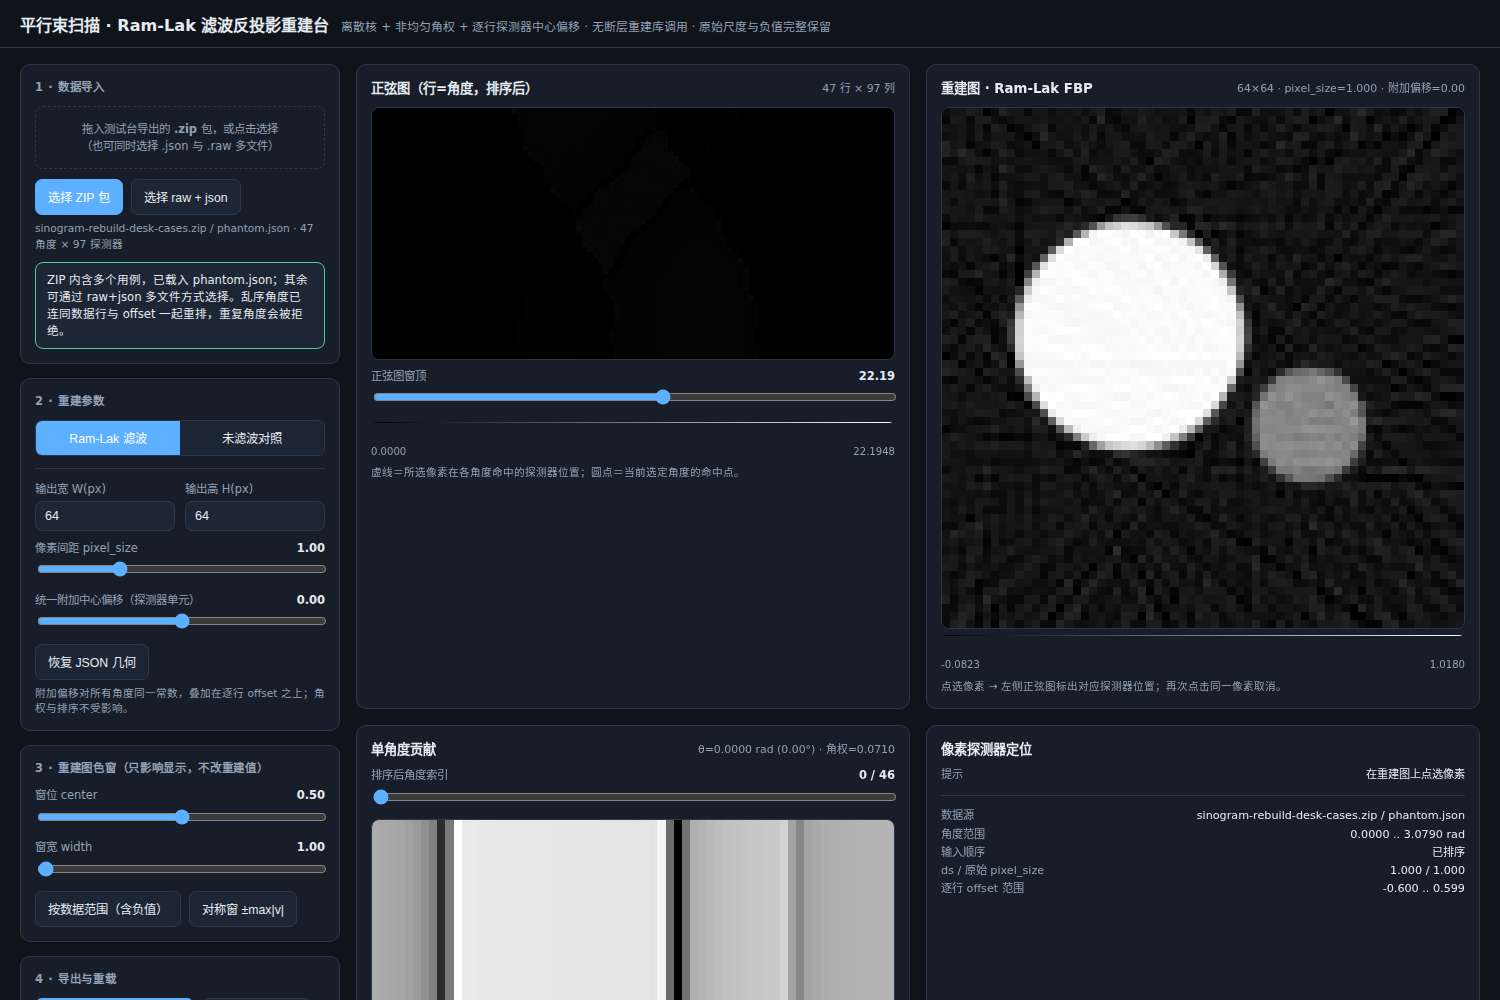 平行束扫描 · Ram-Lak 滤波反投影重建台 离散核 + 非均匀角权 + 逐行探测器中心偏移 · 无断层重建库调用 · 原始尺度与负值完整保留
1 · 数据导入
拖入测试台导出的 .zip 包，或点击选择
（也可同时选择 .json 与 .raw 多文件）
选择 ZIP 包 选择 raw + json
sinogram-rebuild-desk-cases.zip / phantom.json · 47
角度 × 97 探测器
ZIP 内含多个用例，已载入 phantom.json；其余
可通过 raw+json 多文件方式选择。乱序角度已
连同数据行与 offset 一起重排，重复角度会被拒
绝。
2 · 重建参数
Ram-Lak 滤波 未滤波对照
输出宽 W(px) 输出高 H(px)
64 64
像素间距 pixel_size 1.00
统一附加中心偏移（探测器单元） 0.00
恢复 JSON 几何
附加偏移对所有角度同一常数，叠加在逐行 offset 之上；角
权与排序不受影响。
3 · 重建图色窗（只影响显示，不改重建值）
窗位 center 0.50
窗宽 width 1.00
按数据范围（含负值） 对称窗 ±max|v|
4 · 导出与重载
正弦图（行=角度，排序后） 47 行 × 97 列
正弦图窗顶 22.19
0.0000 22.1948
虚线＝所选像素在各角度命中的探测器位置；圆点＝当前选定角度的命中点。
重建图 · Ram-Lak FBP 64×64 · pixel_size=1.000 · 附加偏移=0.00
-0.0823 1.0180
点选像素 → 左侧正弦图标出对应探测器位置；再次点击同一像素取消。
单角度贡献 θ=0.0000 rad (0.00°) · 角权=0.0710
排序后角度索引 0 / 46
像素探测器定位
提示 在重建图上点选像素
数据源 sinogram-rebuild-desk-cases.zip / phantom.json
角度范围 0.0000 .. 3.0790 rad
输入顺序 已排序
ds / 原始 pixel_size 1.000 / 1.000
逐行 offset 范围 -0.600 .. 0.599